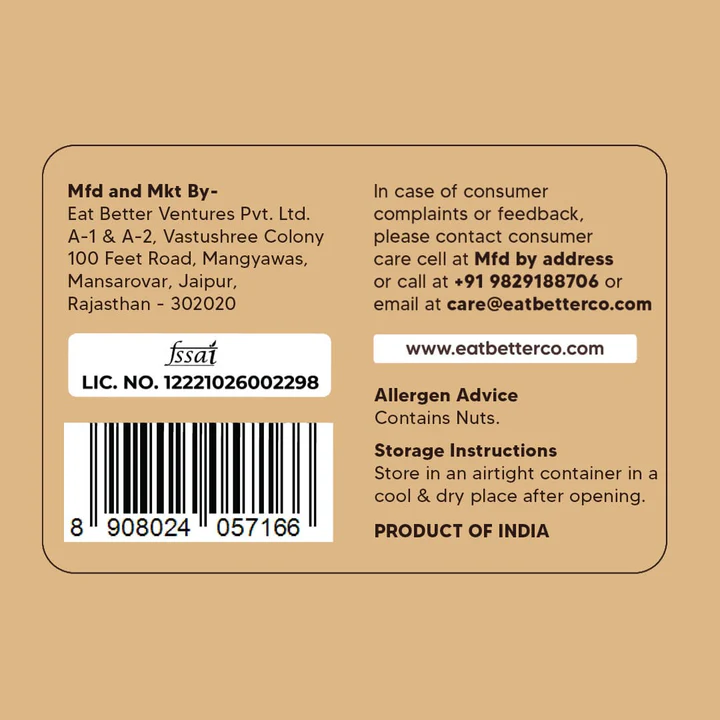 Mfd and Mkt By-
Eat Better Ventures Pvt. Ltd.
A-1 & A-2, Vastushree Colony
100 Feet Road, Mangyawas,
Mansarovar, Jaipur,
Rajasthan - 302020
fssai
LIC. NO. 12221026002298
8 908024 057166
In case of consumer
complaints or feedback,
please contact consumer
care cell at Mfd by address
or call at +91 9829188706 or
email at care@eatbetterco.com
www.eatbetterco.com
Allergen Advice
Contains Nuts.
Storage Instructions
Store in an airtight container in a
cool & dry place after opening.
PRODUCT OF INDIA